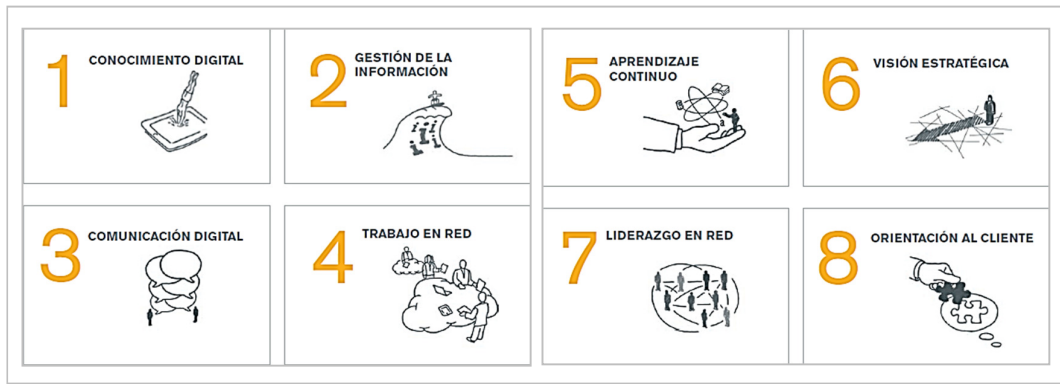 1
CONOCIMIENTO DIGITAL
2
GESTIÓN DE LA
INFORMACIÓN
3
COMUNICACIÓN DIGITAL
4
TRABAJO EN RED
5
APRENDIZAJE
CONTINUO
6
VISIÓN ESTRATÉGICA
7
LIDERAZGO EN RED
8
ORIENTACIÓN AL CLIENTE